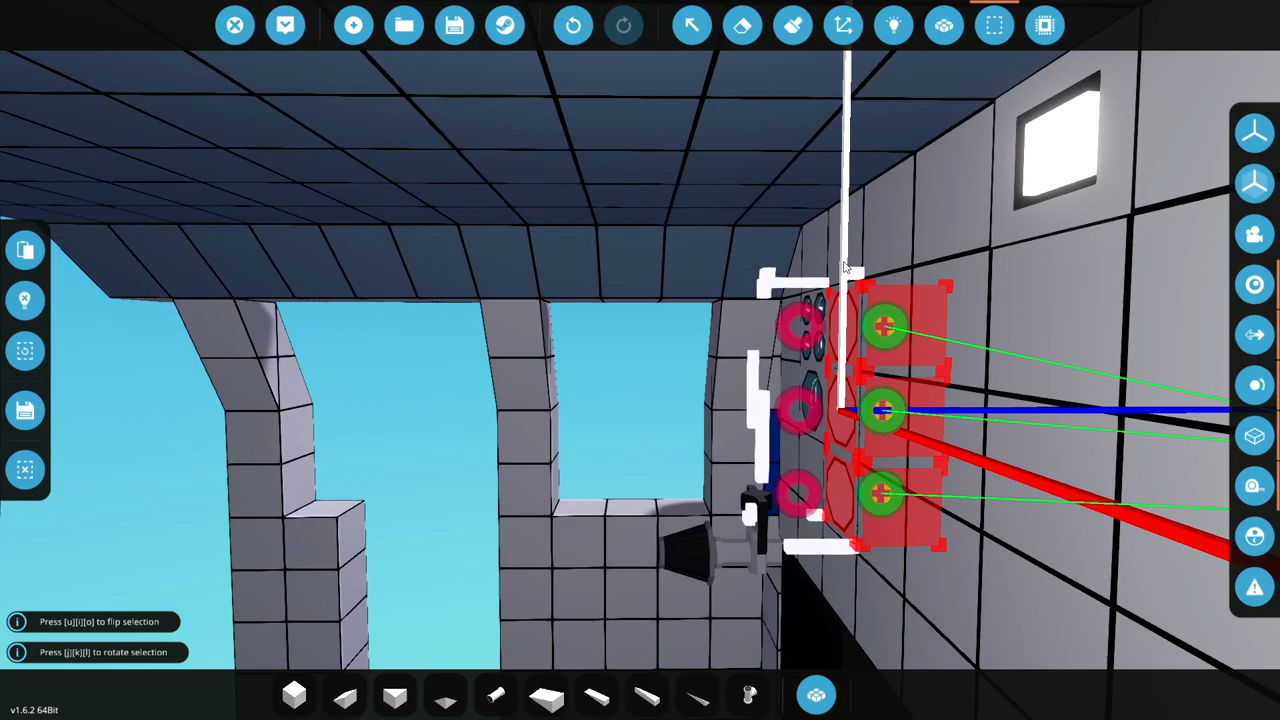 Press [u][i][o] to flip selection
Press [j][k][l] to rotate selection
v1.6.2 64Bit